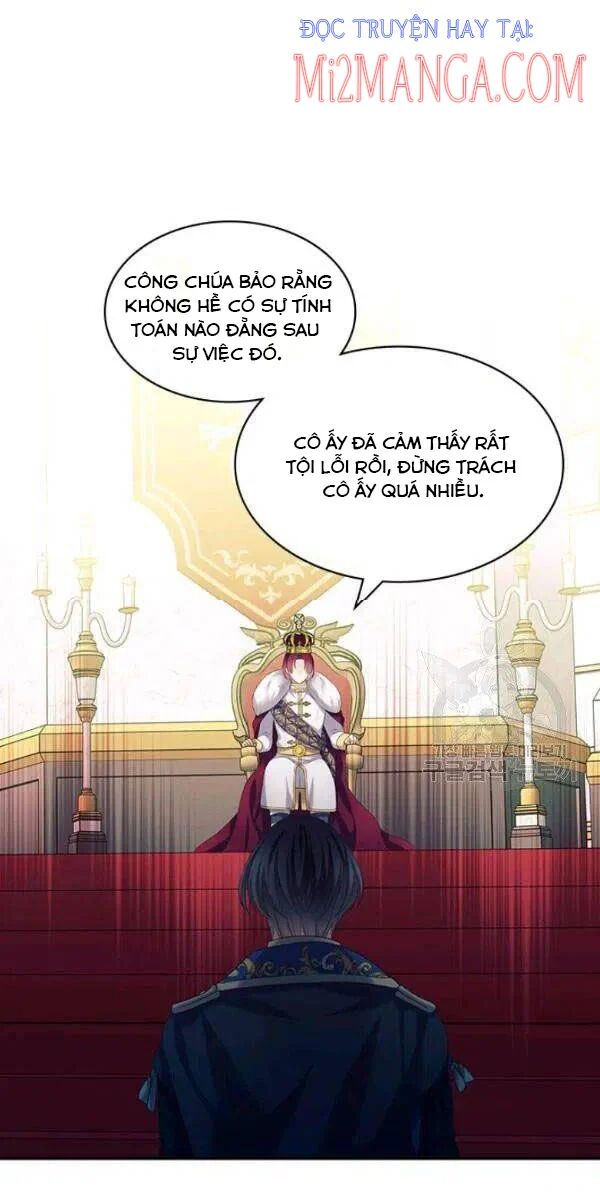 ĐỌC TRUYỆN HAY TẠI:
Mi2MANGA.COM
CÔNG CHÚA BẢO RẰNG
KHÔNG HỀ CÓ SỰ TÍNH
TOÁN NÀO ĐẰNG SAU
SỰ VIỆC ĐÓ.
CÔ ẤY ĐÃ CẢM THẤY RẤT
TỘI LỖI RỒI, ĐỪNG TRÁCH
CÔ ẤY QUÁ NHIỀU.